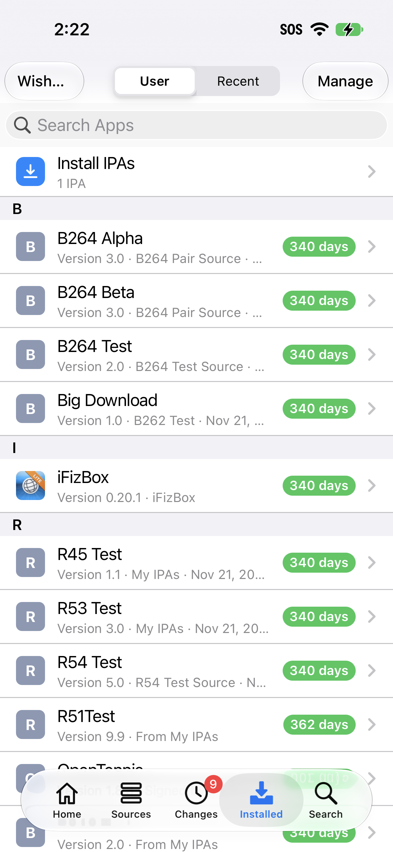 2:22
SOS
Wish...
User
Recent
Manage
Search Apps
Install IPAs
1 IPA
B
B
B264 Alpha
Version 3.0 · B264 Pair Source · ...
340 days
B
B264 Beta
Version 3.0 · B264 Pair Source · ...
340 days
B
B264 Test
Version 2.0 · B264 Test Source · ...
340 days
B
Big Download
Version 1.0 · B262 Test · Nov 21, ...
340 days
I
LITE
iFizBox
Version 0.20.1 · iFizBox
340 days
R
R
R45 Test
Version 1.1 · My IPAs · Nov 21, 20...
340 days
R
R53 Test
Version 3.0 · My IPAs · Nov 21, 20...
340 days
R
R54 Test
Version 5.0 · R54 Test Source · N...
340 days
R
R51Test
Version 9.9 · From My IPAs
362 days
OpenTennis
9
Home
Sources
Changes
Installed
Search
B
Version 2.0 · From My IPAs
340 days